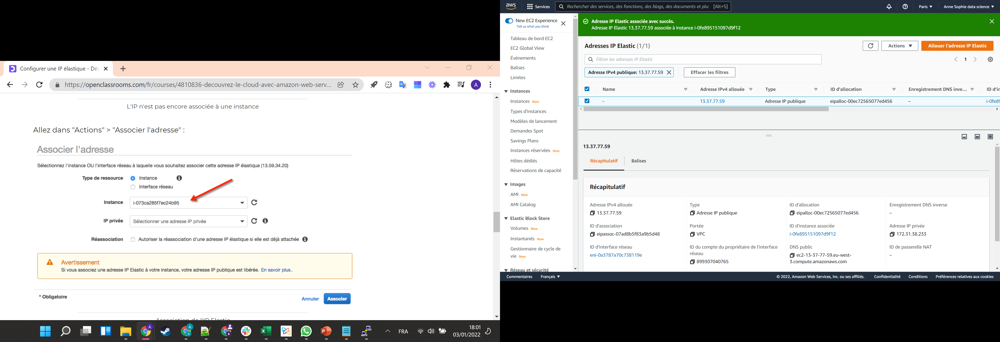 Configurer une IP élastique - Déc
https://openclassrooms.com/fr/courses/4810836-decouvrez-le-cloud-avec-amazon-web-serv...
A
L'IP n'est pas encore associée à une instance
Allez dans "Actions" > "Associer l'adresse" :
Associer l'adresse
Sélectionnez l'instance OU l'interface réseau à laquelle vous souhaitez associer cette adresse IP élastique (13.59.34.20)
Type de ressource
Instance
Interface réseau
Instance
i-073ca285f7ec24b95
IP privée
Sélectionner une adresse IP privée
Réassociation
Autoriser la réassociation d'une adresse IP élastique si elle est déjà attachée
Avertissement
Si vous associez une adresse IP Elastic à votre instance, votre adresse IP publique est libérée. En savoir plus.
* Obligatoire
Annuler
Associer
Association de l'IP Elastic
FRA
18:01
03/01/2022
aws
Services
Rechercher des services, des fonctions, des blogs, des documents et plu: [Alt+S]
Paris
Anne Sophie data science
New EC2 Experience
Tell us what you think
Tableau de bord EC2
EC2 Global View
Événements
Balises
Limites
Instances
Instances New
Types d'instances
Modèles de lancement
Demandes Spot
Savings Plans
Instances réservées New
Hôtes dédiés
Réservations de capacité
Images
AMI New
AMI Catalog
Elastic Block Store
Volumes New
Instantanés New
Gestionnaire de cycle de
vie New
Réseau et sécurité
Adresse IP Elastic associée avec succès.
Adresse IP Elastic 13.37.77.59 associée à instance i-0fe895151097d9f12
Adresses IP Elastic (1/1)
Actions
Allouer l'adresse IP Elastic
Filtrer les adresses IP Elastic
1
Adresse IPv4 publique: 13.37.77.59
Effacer les filtres
Name
Adresse IPv4 allouée
Type
ID d'allocation
Enregistrement DNS inve...
ID d'in
–
13.37.77.59
Adresse IP publique
eipalloc-00ec72565077ed456
–
i-0fe89
13.37.77.59
Récapitulatif
Balises
Récapitulatif
Adresse IPv4 allouée
13.37.77.59
Type
Adresse IP publique
ID d'allocation
eipalloc-00ec72565077ed456
Enregistrement DNS inverse
–
ID d'association
eipassoc-07ad8b5f83a9b5d48
Portée
VPC
ID d'instance associée
i-0fe895151097d9f12
Adresse IP privée
172.31.38.233
ID d'interface réseau
eni-0a3787a70c738119e
ID du compte du propriétaire de l'interface
réseau
899307040765
DNS public
ec2-13-37-77-59.eu-west-
3.compute.amazonaws.com
ID de passerelle NAT
–
Commentaires
Français
© 2022, Amazon Web Services, Inc. ou ses affiliés.
Confidentialité
Conditions
Préférences relatives aux cookies